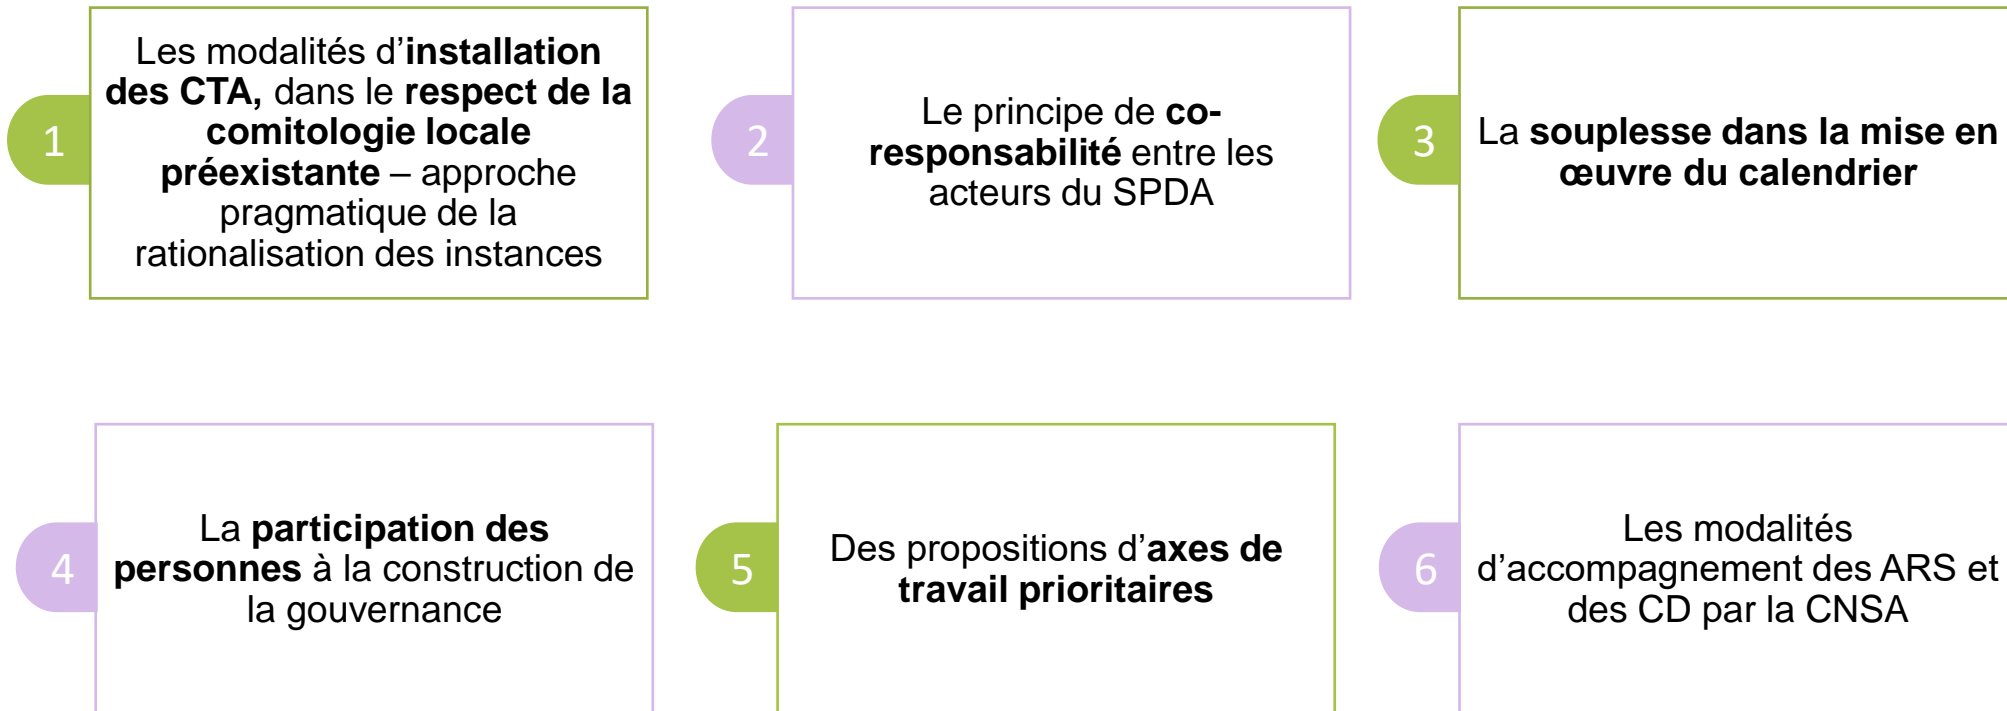 1
Les modalités d’installation
des CTA, dans le respect de la
comitologie locale
préexistante – approche
pragmatique de la
rationalisation des instances
2
Le principe de co-
responsabilité entre les
acteurs du SPDA
3
La souplesse dans la mise en
œuvre du calendrier
4
La participation des
personnes à la construction de
la gouvernance
5
Des propositions d’axes de
travail prioritaires
6
Les modalités
d’accompagnement des ARS et
des CD par la CNSA